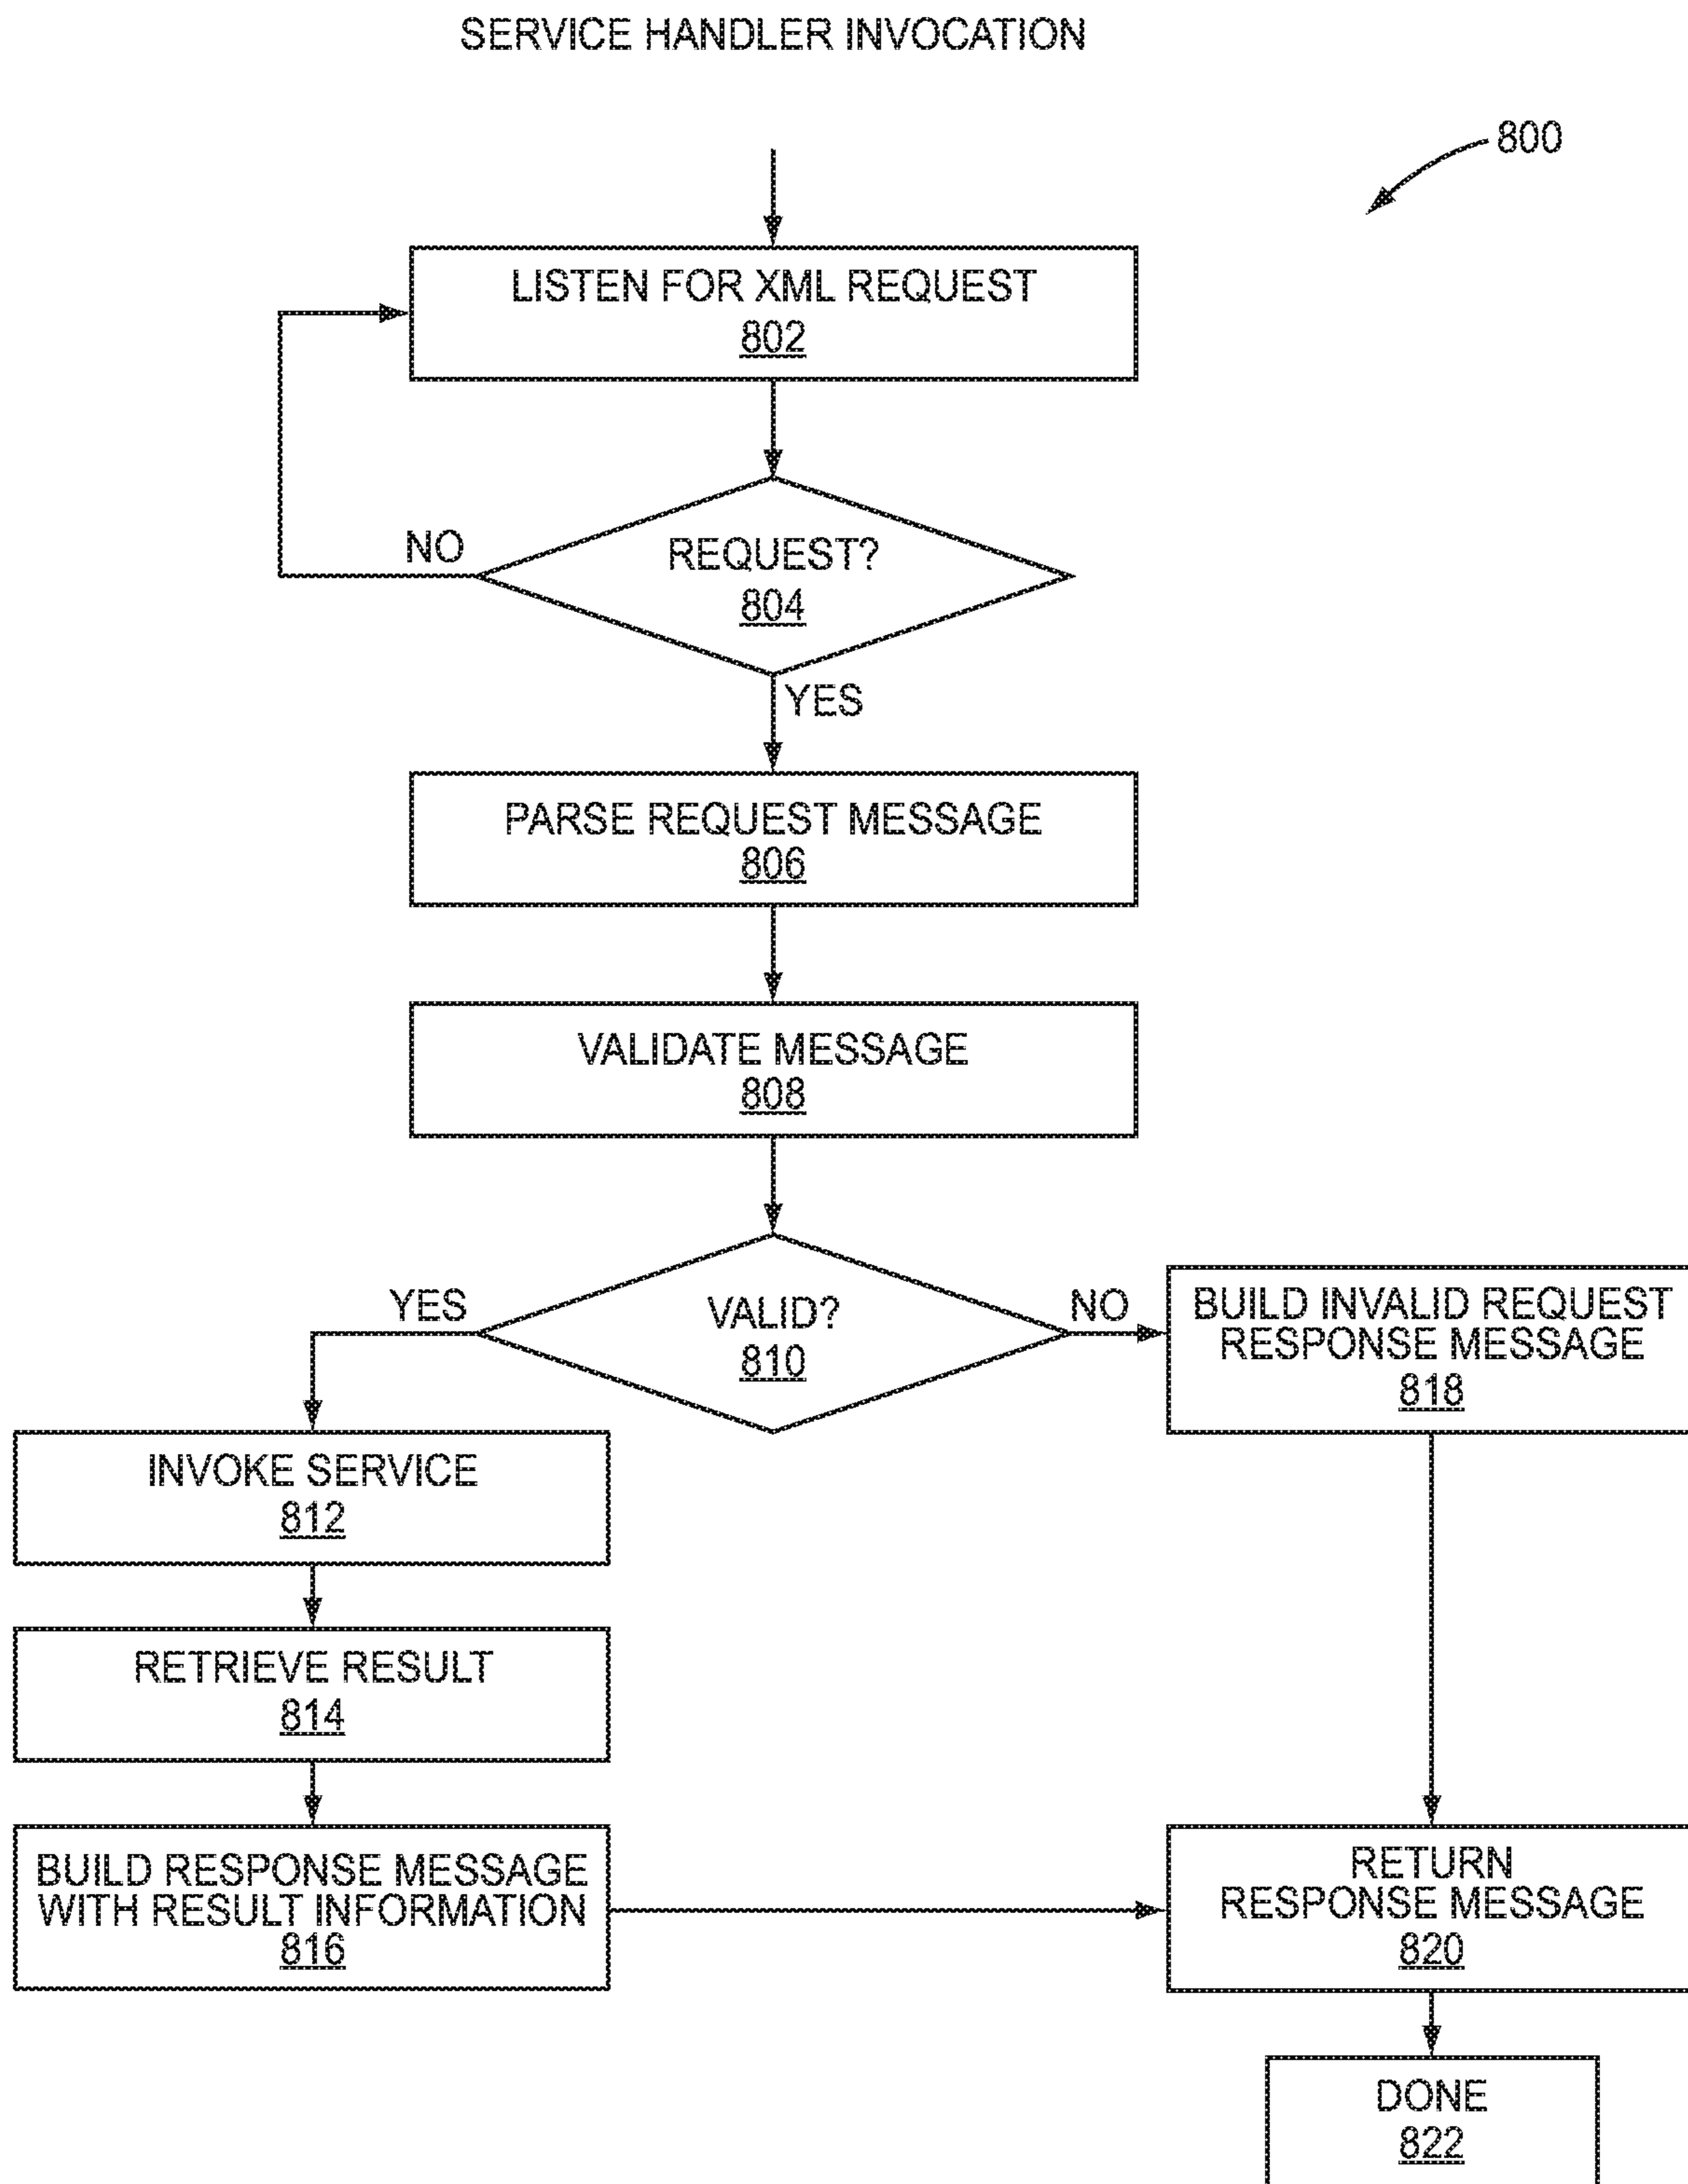 SERVICE HANDLER INVOCATION
800
LISTEN FOR XML REQUEST
802
REQUEST?
804
NO
YES
PARSE REQUEST MESSAGE
806
VALIDATE MESSAGE
808
VALID?
810
YES
NO
BUILD INVALID REQUEST
RESPONSE MESSAGE
818
INVOKE SERVICE
812
RETRIEVE RESULT
814
BUILD RESPONSE MESSAGE
WITH RESULT INFORMATION
816
RETURN
RESPONSE MESSAGE
820
DONE
822